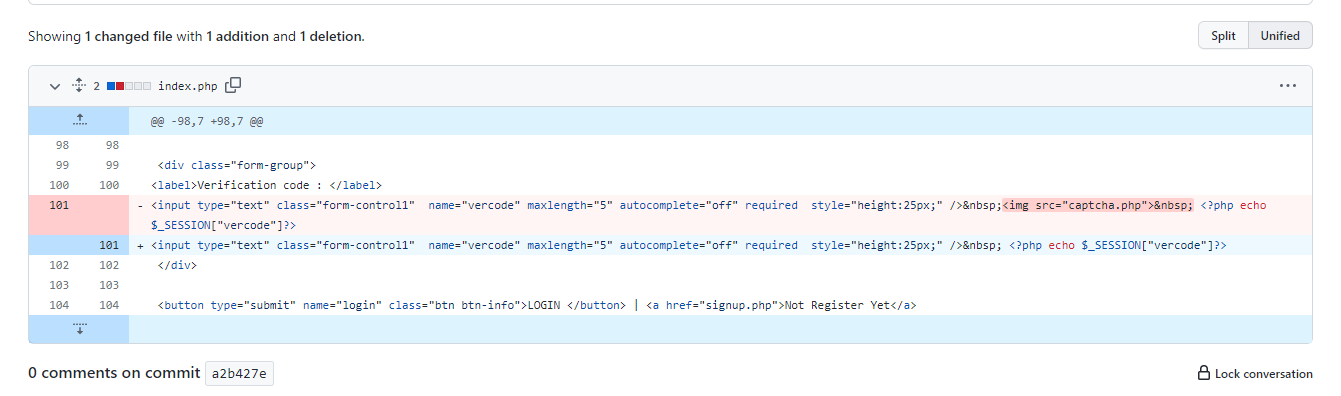 Showing 1 changed file with 1 addition and 1 deletion.
Split Unified
2 index.php
@@ -98,7 +98,7 @@
98 98
99 99 <div class="form-group">
100 100 <label>Verification code : </label>
101 - <input type="text" class="form-control1"  name="vercode" maxlength="5" autocomplete="off" required  style="height:25px;" />&nbsp;<img src="captcha.php">&nbsp; <?php echo
$_SESSION["vercode"]?>
101 + <input type="text" class="form-control1"  name="vercode" maxlength="5" autocomplete="off" required  style="height:25px;" />&nbsp; <?php echo $_SESSION["vercode"]?>
102 102 </div>
103 103
104 104 <button type="submit" name="login" class="btn btn-info">LOGIN </button> | <a href="signup.php">Not Register Yet</a>
0 comments on commit a2b427e
Lock conversation